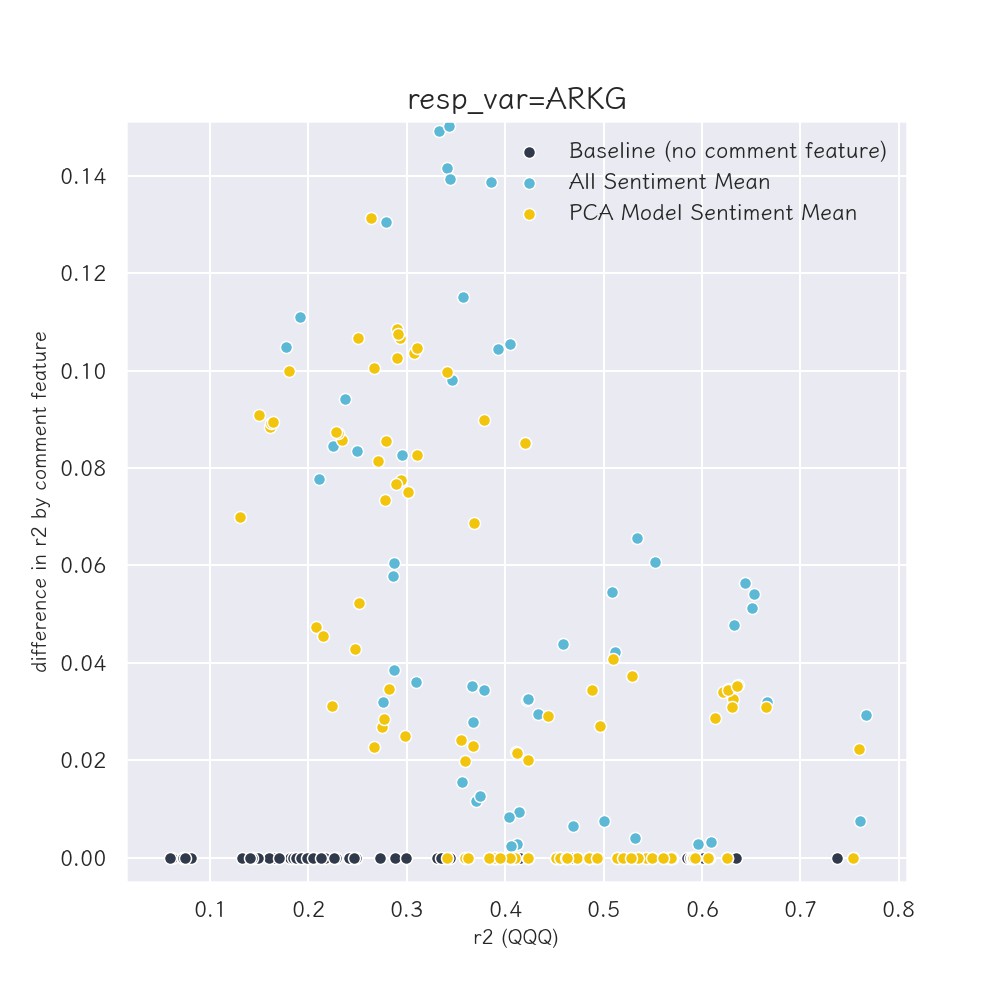 resp_var=ARKG
Baseline (no comment feature)
All Sentiment Mean
PCA Model Sentiment Mean
difference in r2 by comment feature
0.14
0.12
0.10
0.08
0.06
0.04
0.02
0.00
0.1 0.2 0.3 0.4 0.5 0.6 0.7 0.8
r2 (QQQ)